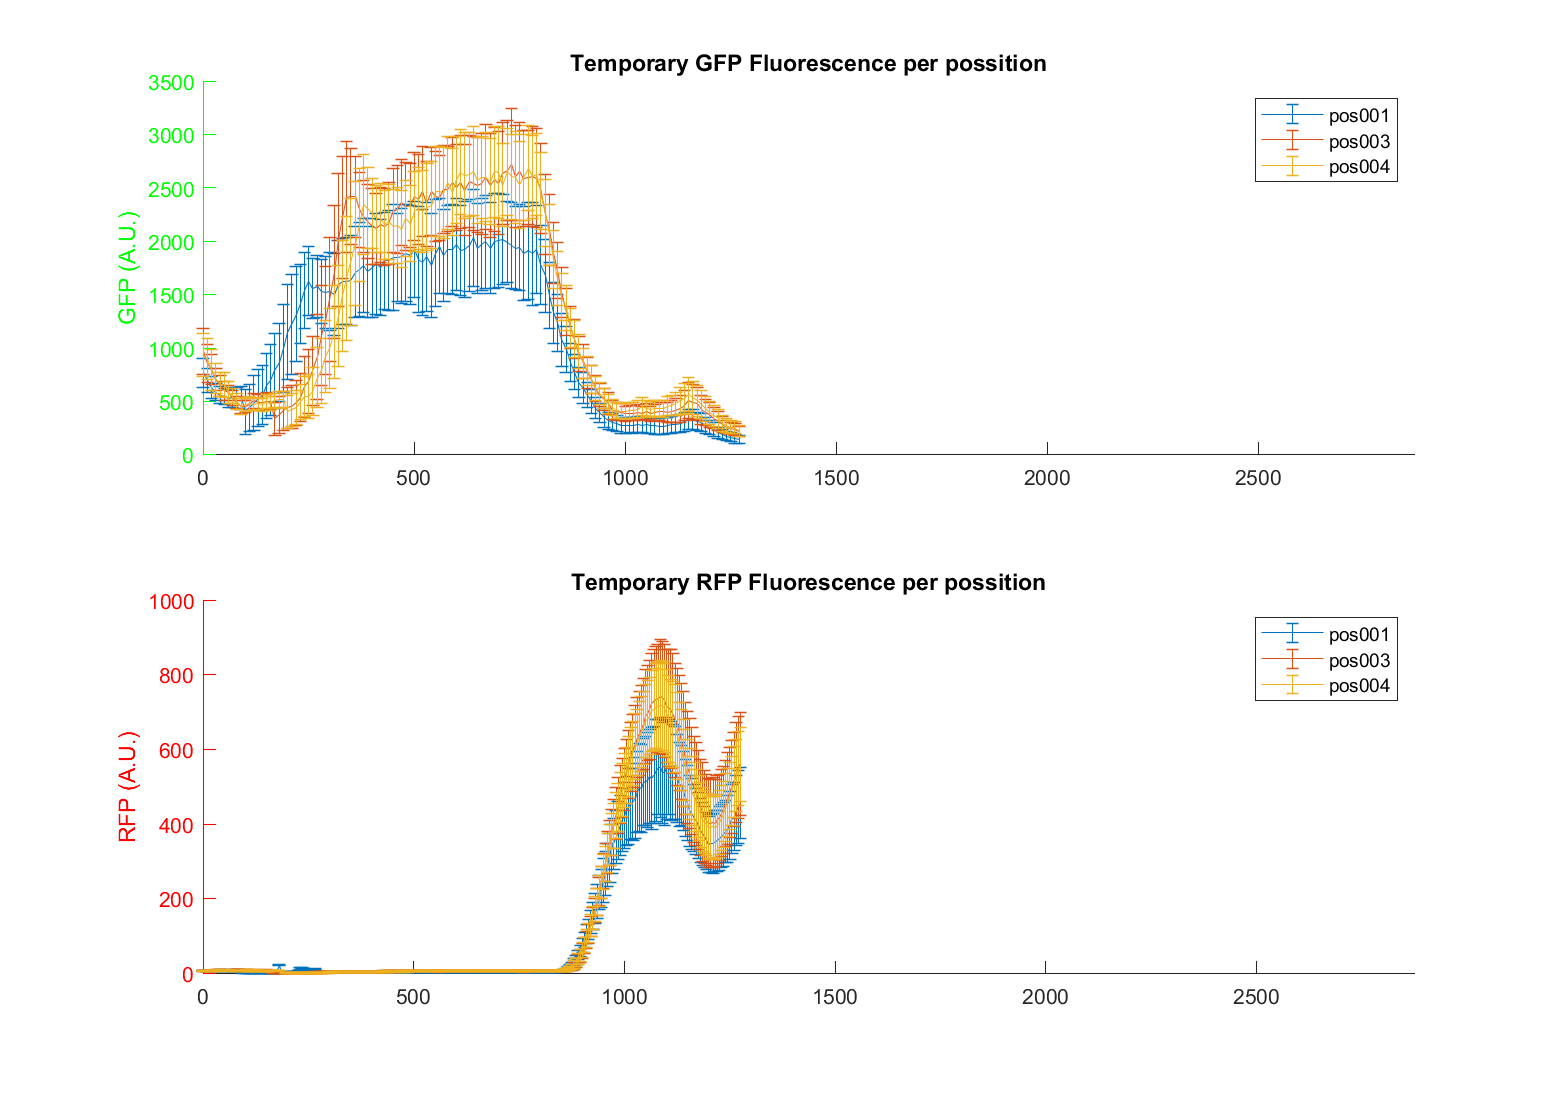 Temporary GFP Fluorescence per possition
GFP (A.U.)
3500
3000
2500
2000
1500
1000
500
0
0 500 1000 1500 2000 2500
pos001
pos003
pos004
Temporary RFP Fluorescence per possition
RFP (A.U.)
1000
800
600
400
200
0
0 500 1000 1500 2000 2500
pos001
pos003
pos004